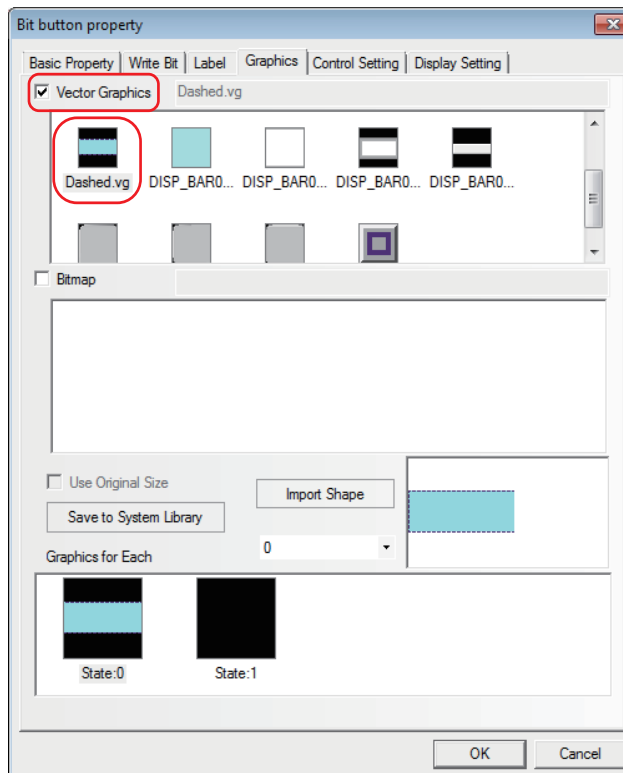 Bit button property
Basic Property Write Bit Label Graphics Control Setting Display Setting
Vector Graphics Dashed.vg
Dashed.vg DISP_BAR0... DISP_BAR0... DISP_BAR0... DISP_BAR0...
Bitmap
Use Original Size
Import Shape
Save to System Library
0
Graphics for Each
State:0 State:1
OK Cancel